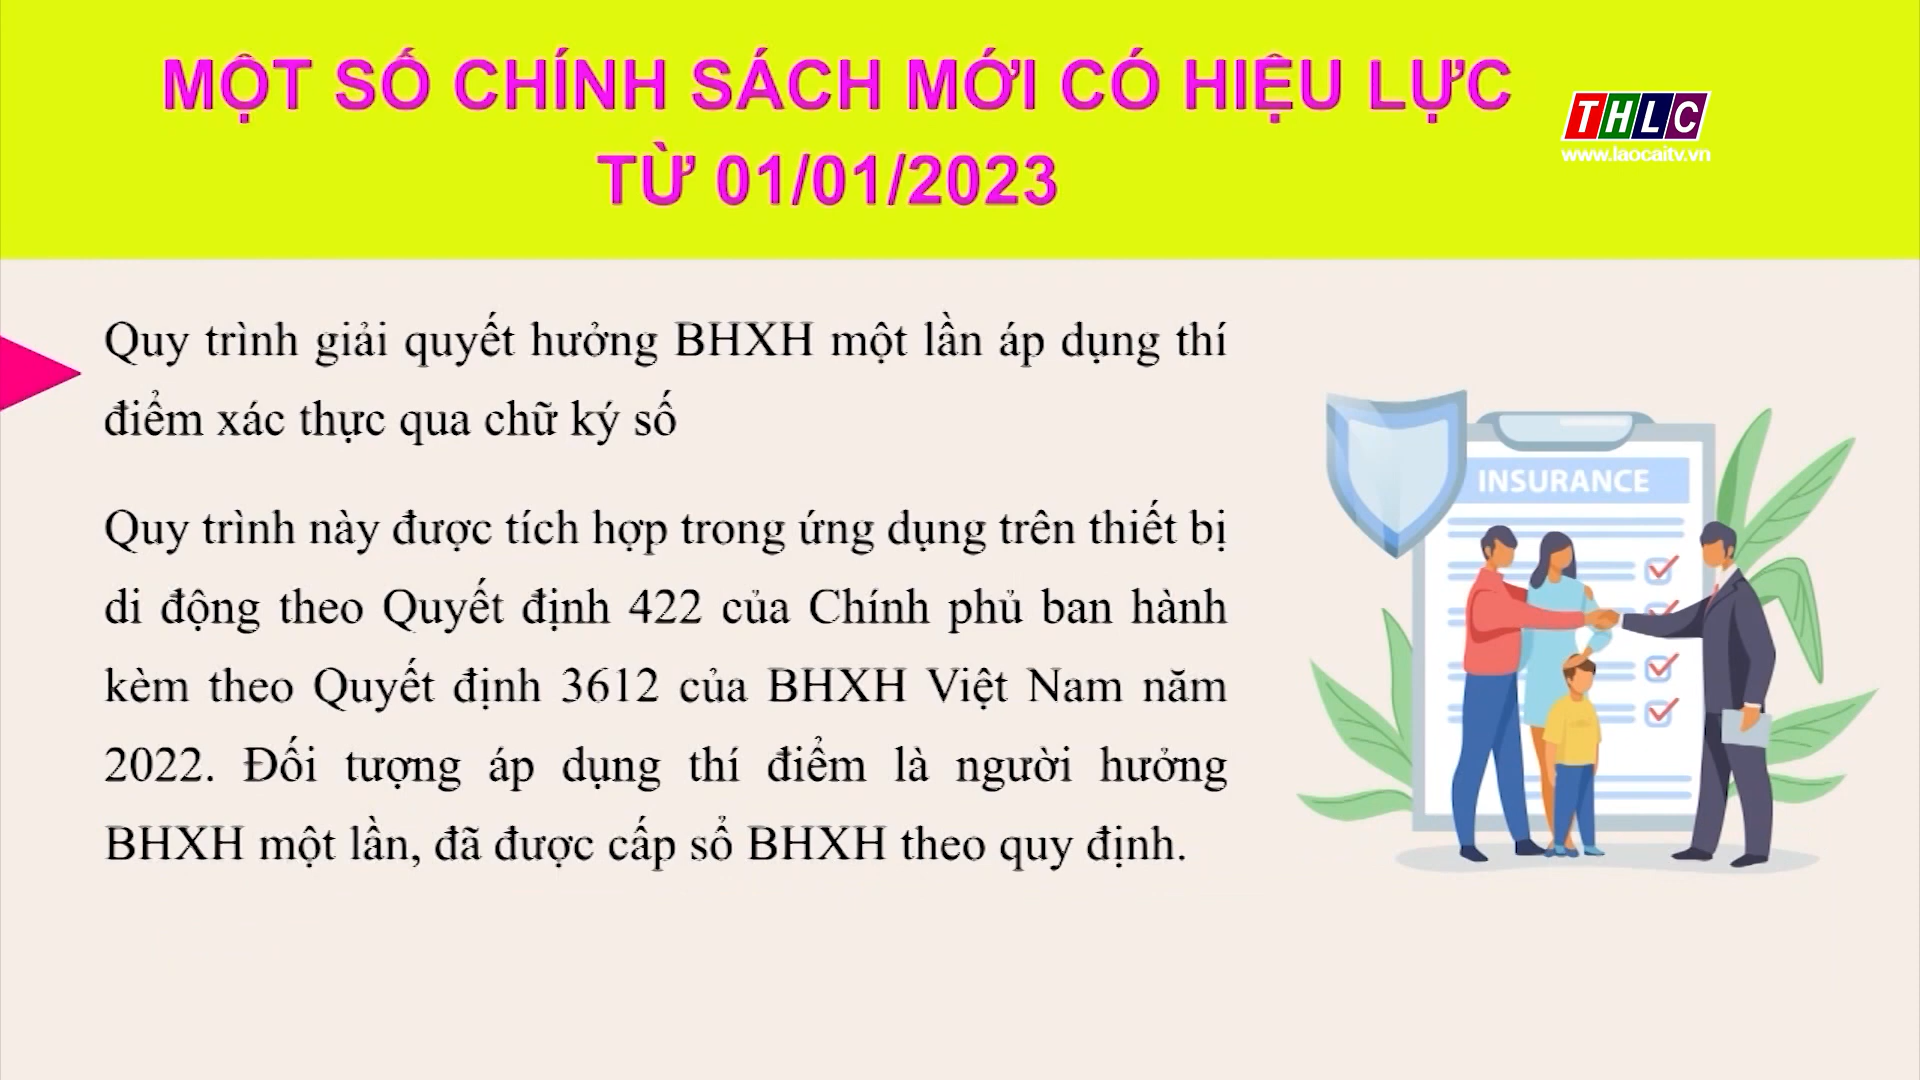 MỘT SỐ CHÍNH SÁCH MỚI CÓ HIỆU LỰC
TỪ 01/01/2023
THLC
www.laocaitv.vn
Quy trình giải quyết hưởng BHXH một lần áp dụng thí
điểm xác thực qua chữ ký số
Quy trình này được tích hợp trong ứng dụng trên thiết bị
di động theo Quyết định 422 của Chính phủ ban hành
kèm theo Quyết định 3612 của BHXH Việt Nam năm
2022. Đối tượng áp dụng thí điểm là người hưởng
BHXH một lần, đã được cấp sổ BHXH theo quy định.
INSURANCE